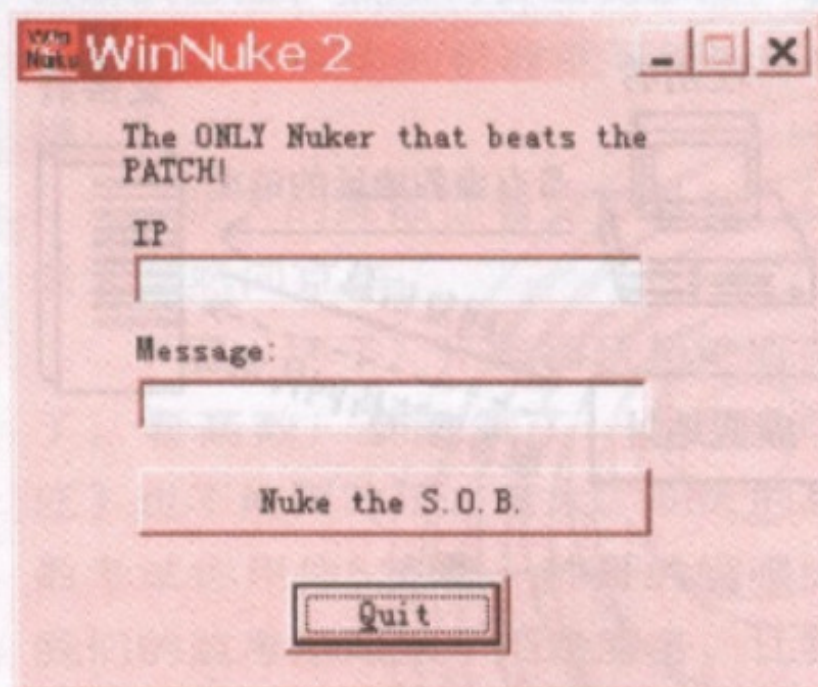 WinNuke 2
The ONLY Nuker that beats the
PATCH!
IP
Message:
Nuke the S.O.B.
Quit